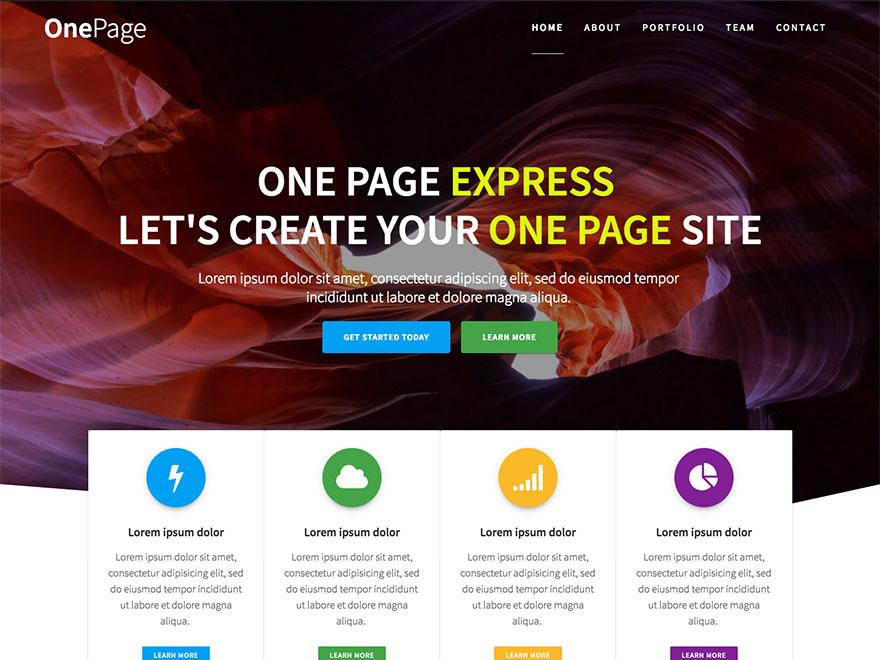 OnePage
HOME ABOUT PORTFOLIO TEAM CONTACT
ONE PAGE EXPRESS
LET'S CREATE YOUR ONE PAGE SITE
Lorem ipsum dolor sit amet, consectetur adipiscing elit, sed do eiusmod tempor
incididunt ut labore et dolore magna aliqua.
GET STARTED TODAY
LEARN MORE
Lorem ipsum dolor
Lorem ipsum dolor sit amet,
consectetur adipisicing elit, sed
do eiusmod tempor incididunt
ut labore et dolore magna
aliqua.
LEARN MORE
Lorem ipsum dolor
Lorem ipsum dolor sit amet,
consectetur adipisicing elit, sed
do eiusmod tempor incididunt
ut labore et dolore magna
aliqua.
LEARN MORE
Lorem ipsum dolor
Lorem ipsum dolor sit amet,
consectetur adipisicing elit, sed
do eiusmod tempor incididunt
ut labore et dolore magna
aliqua.
LEARN MORE
Lorem ipsum dolor
Lorem ipsum dolor sit amet,
consectetur adipisicing elit, sed
do eiusmod tempor incididunt
ut labore et dolore magna
aliqua.
LEARN MORE